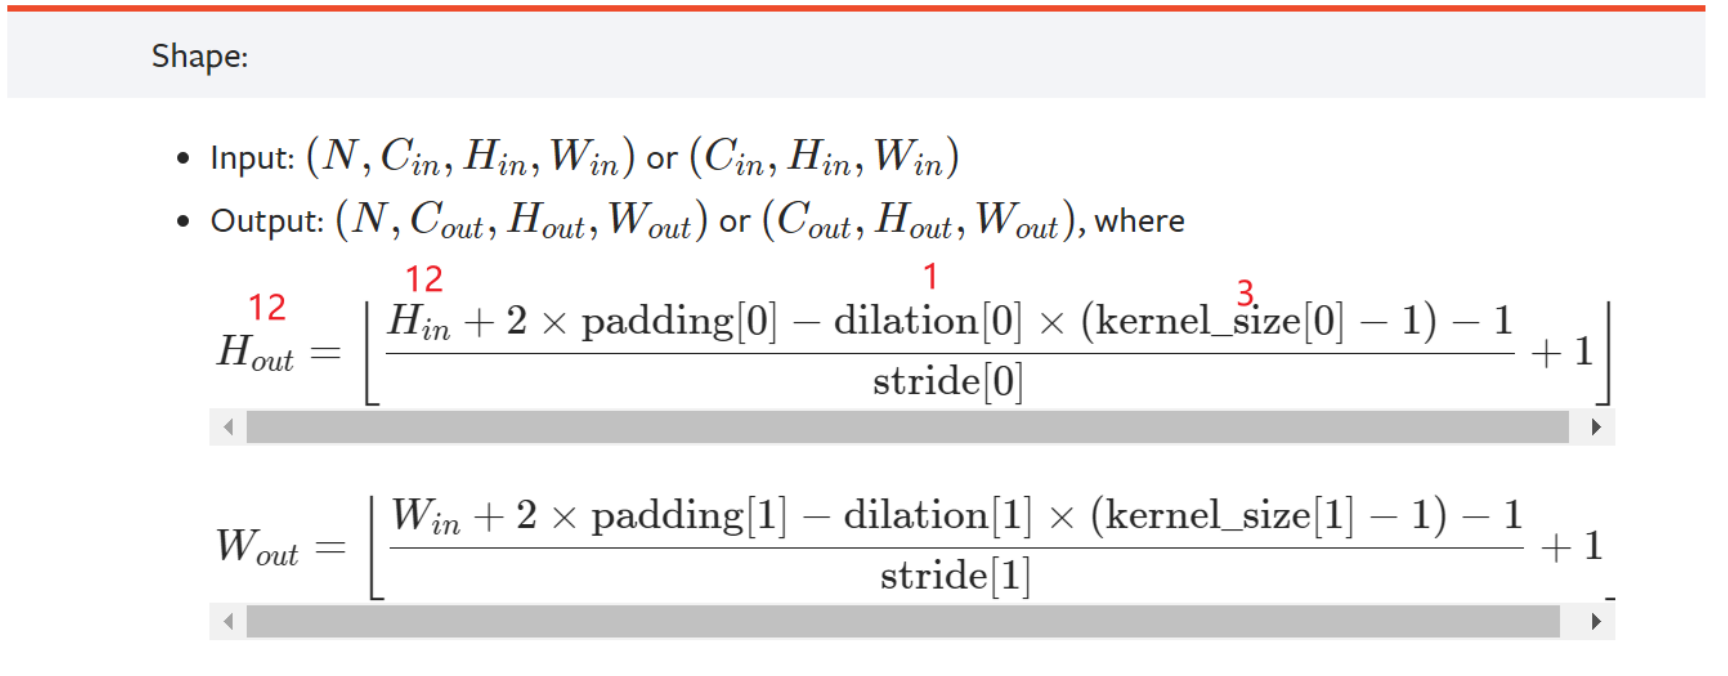 Shape:
• Input: (N, C_in, H_in, W_in) or (C_in, H_in, W_in)
• Output: (N, C_out, H_out, W_out) or (C_out, H_out, W_out), where
12 12 1 3
H_out = ⌊(H_in + 2 × padding[0] − dilation[0] × (kernel_size[0] − 1) − 1) / stride[0] + 1⌋
W_out = ⌊(W_in + 2 × padding[1] − dilation[1] × (kernel_size[1] − 1) − 1) / stride[1] + 1